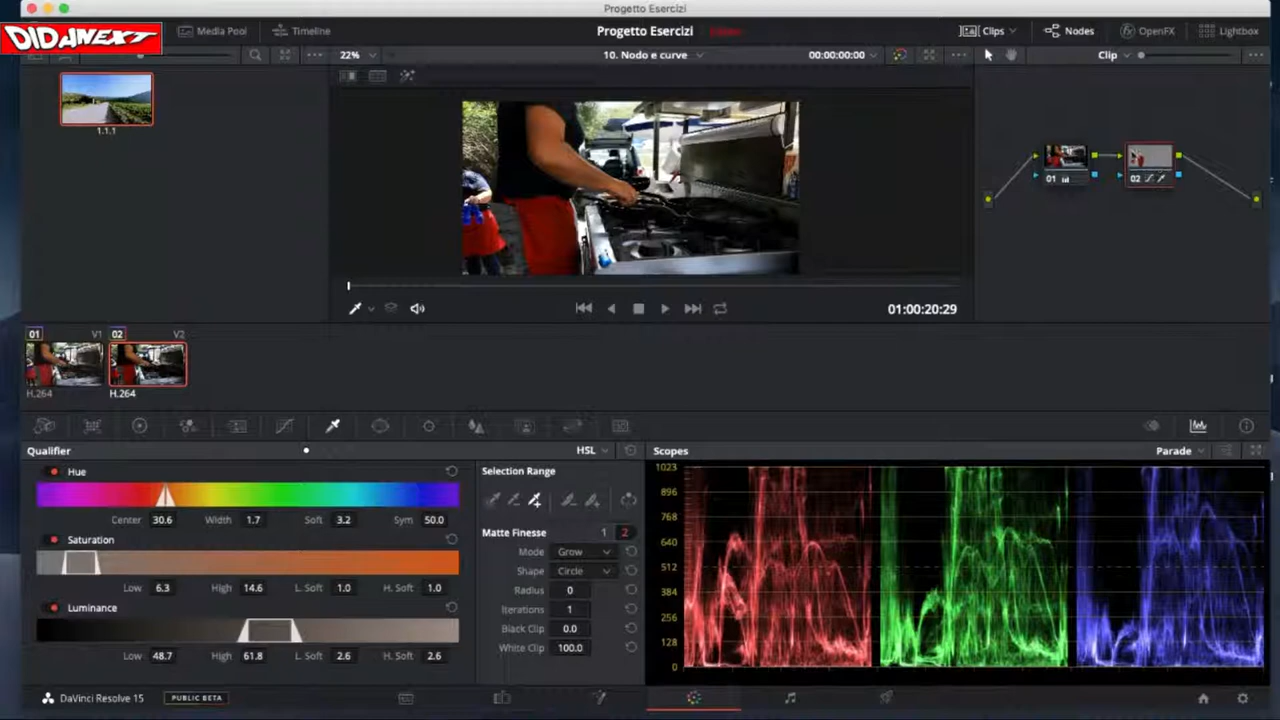 Progetto Esercizi
DIDANEXT
Media Pool
Timeline
Progetto Esercizi
Clips
Nodes
OpenFX
Lightbox
22%
10. Nodo e curve
00:00:00:00
Clip
1.1.1
01
02
01:00:20:29
01
V1
02
V2
H.264
H.264
Qualifier
HSL
Scopes
Parade
Hue
Center 30.6 Width 1.7 Soft 3.2 Sym 50.0
Saturation
Low 6.3 High 14.6 L. Soft 1.0 H. Soft 1.0
Luminance
Low 48.7 High 61.8 L. Soft 2.6 H. Soft 2.6
Selection Range
Matte Finesse 1 2
Mode Grow
Shape Circle
Radius 0
Iterations 1
Black Clip 0.0
White Clip 100.0
1023
896
768
640
512
384
256
128
0
DaVinci Resolve 15 PUBLIC BETA